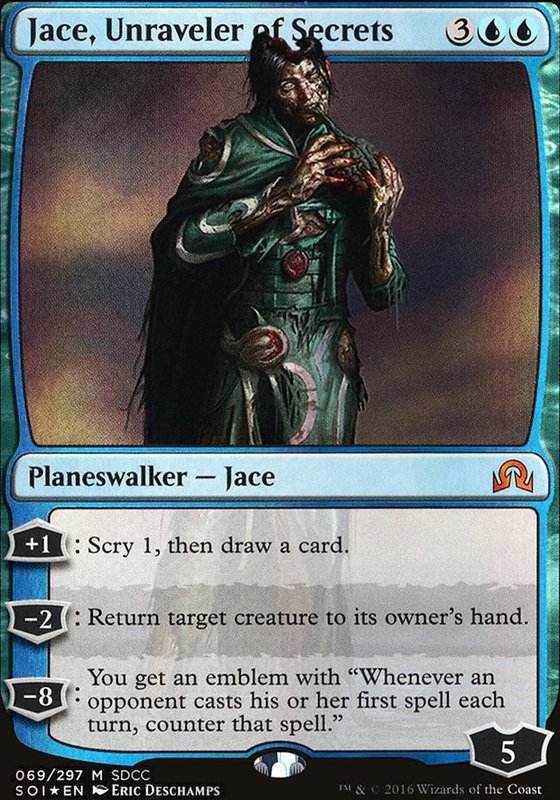 Jace, Unraveler of Secrets 3
Planeswalker — Jace
+1 : Scry 1, then draw a card.
−2 : Return target creature to its owner's hand.
−8 : You get an emblem with “Whenever an
opponent casts his or her first spell each
turn, counter that spell.”
5
069/297 M SDCC
SOI★EN Eric Deschamps
™ & © 2016 Wizards of the Coast